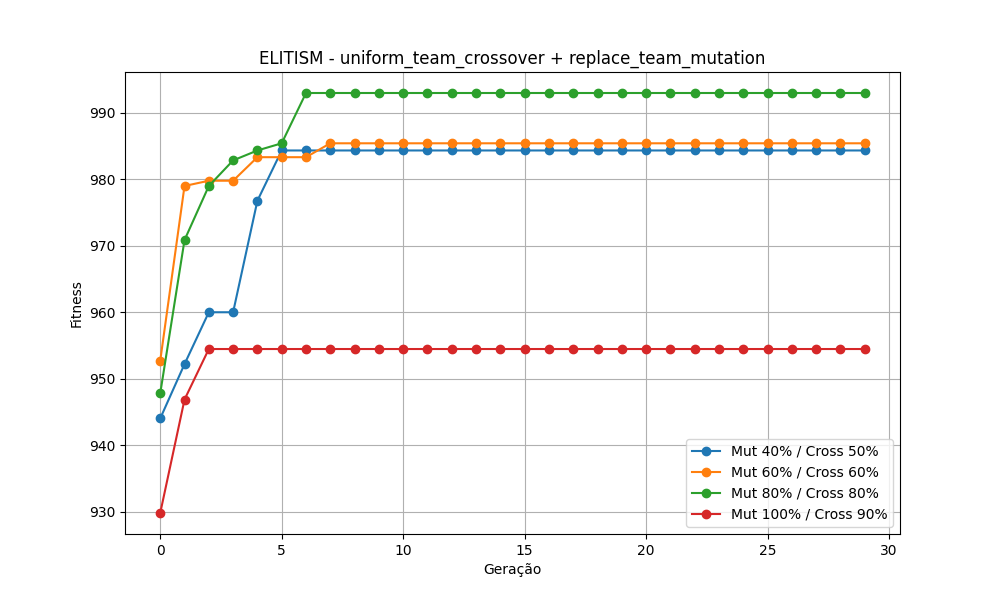 ELITISM - uniform_team_crossover + replace_team_mutation
Fitness
990
980
970
960
950
940
930
0 5 10 15 20 25 30
Geração
Mut 40% / Cross 50%
Mut 60% / Cross 60%
Mut 80% / Cross 80%
Mut 100% / Cross 90%